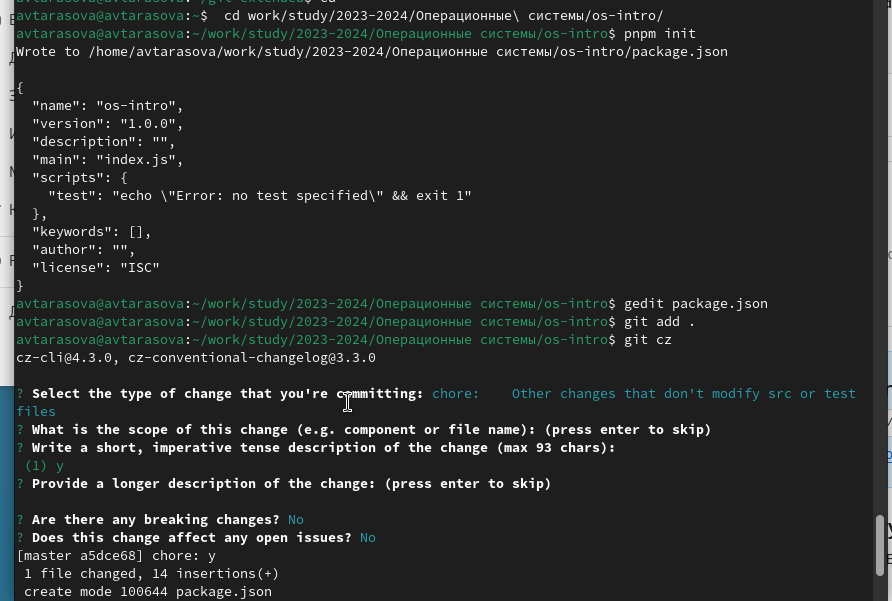 avtarasova@avtarasova:~$  cd work/study/2023-2024/Операционные\ системы/os-intro/
avtarasova@avtarasova:~/work/study/2023-2024/Операционные системы/os-intro$ pnpm init
Wrote to /home/avtarasova/work/study/2023-2024/Операционные системы/os-intro/package.json
{
  "name": "os-intro",
  "version": "1.0.0",
  "description": "",
  "main": "index.js",
  "scripts": {
    "test": "echo \"Error: no test specified\" && exit 1"
  },
  "keywords": [],
  "author": "",
  "license": "ISC"
}
avtarasova@avtarasova:~/work/study/2023-2024/Операционные системы/os-intro$ gedit package.json
avtarasova@avtarasova:~/work/study/2023-2024/Операционные системы/os-intro$ git add .
avtarasova@avtarasova:~/work/study/2023-2024/Операционные системы/os-intro$ git cz
cz-cli@4.3.0, cz-conventional-changelog@3.3.0
? Select the type of change that you're committing: chore:    Other changes that don't modify src or test
files
? What is the scope of this change (e.g. component or file name): (press enter to skip)
? Write a short, imperative tense description of the change (max 93 chars):
 (1) y
? Provide a longer description of the change: (press enter to skip)
? Are there any breaking changes? No
? Does this change affect any open issues? No
[master a5dce68] chore: y
 1 file changed, 14 insertions(+)
 create mode 100644 package.json